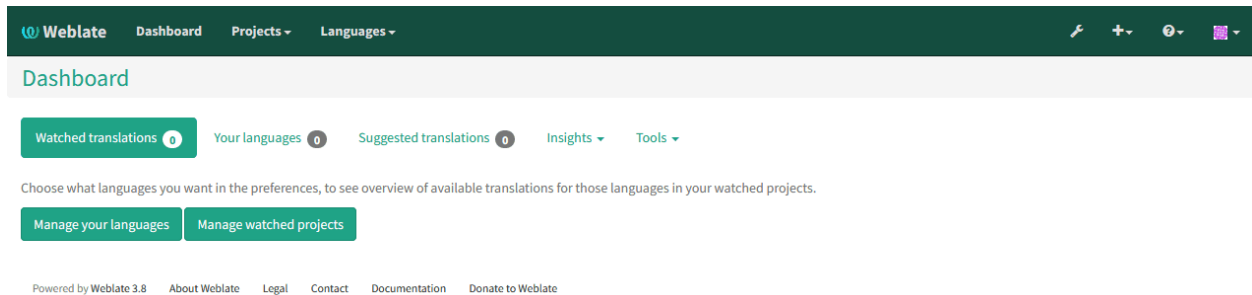 Weblate Dashboard Projects Languages
Dashboard
Watched translations 0 Your languages 0 Suggested translations 0 Insights Tools
Choose what languages you want in the preferences, to see overview of available translations for those languages in your watched projects.
Manage your languages Manage watched projects
Powered by Weblate 3.8 About Weblate Legal Contact Documentation Donate to Weblate